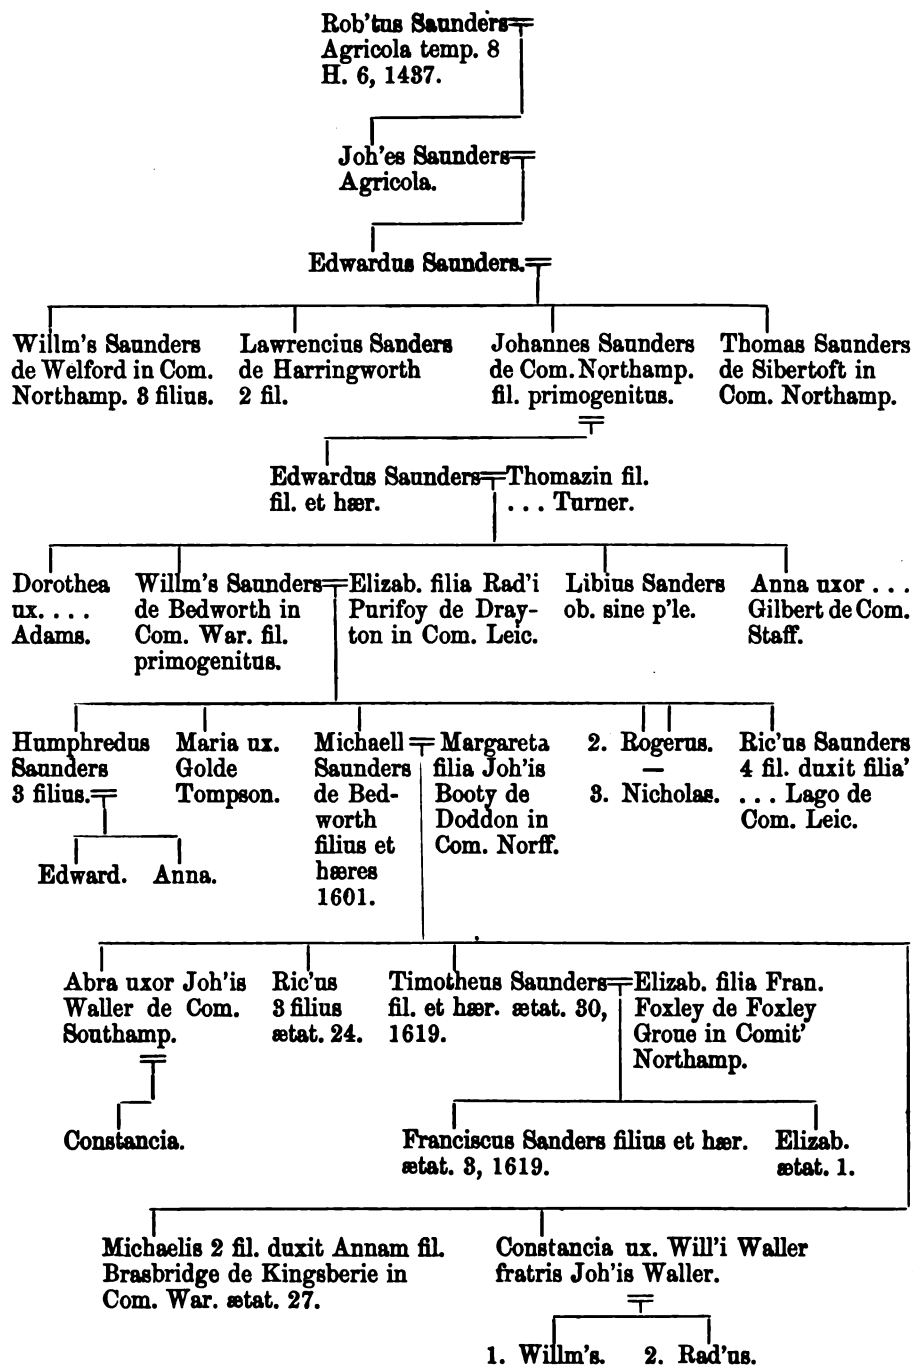 Rob'tus Saunders
Agricola temp. 8
H. 6, 1437.
Joh'es Saunders
Agricola.
Edwardus Saunders.
Willm's Saunders
de Welford in Com.
Northamp. 3 filius.
Lawrencius Sanders
de Harringworth
2 fil.
Johannes Saunders
de Com. Northamp.
fil. primogenitus.
Thomas Saunders
de Sibertoft in
Com. Northamp.
Edwardus Saunders
fil. et hær.
Thomazin fil.
. . . Turner.
Dorothea
ux. . . .
Adams.
Willm's Saunders
de Bedworth in
Com. War. fil.
primogenitus.
Elizab. filia Rad'i
Purifoy de Dray-
ton in Com. Leic.
Libius Sanders
ob. sine p'le.
Anna uxor . . .
Gilbert de Com.
Staff.
Humphredus
Saunders
3 filius.
Maria ux.
Golde
Tompson.
Michaell
Saunders
de Bed-
worth
filius et
hæres
1601.
Margareta
filia Joh'is
Booty de
Doddon in
Com. Norff.
2. Rogerus.
—
3. Nicholas.
Ric'us Saunders
4 fil. duxit filia'
. . . Lago de
Com. Leic.
Edward. Anna.
Abra uxor Joh'is
Waller de Com.
Southamp.
Ric'us
3 filius
ætat. 24.
Timotheus Saunders
fil. et hær. ætat. 30,
1619.
Elizab. filia Fran.
Foxley de Foxley
Groue in Comit'
Northamp.
Constancia.
Franciscus Sanders filius et hær.
ætat. 3, 1619.
Elizab.
ætat. 1.
Michaelis 2 fil. duxit Annam fil.
Brasbridge de Kingsberie in
Com. War. ætat. 27.
Constancia ux. Will'i Waller
fratris Joh'is Waller.
1. Willm's. 2. Rad'us.